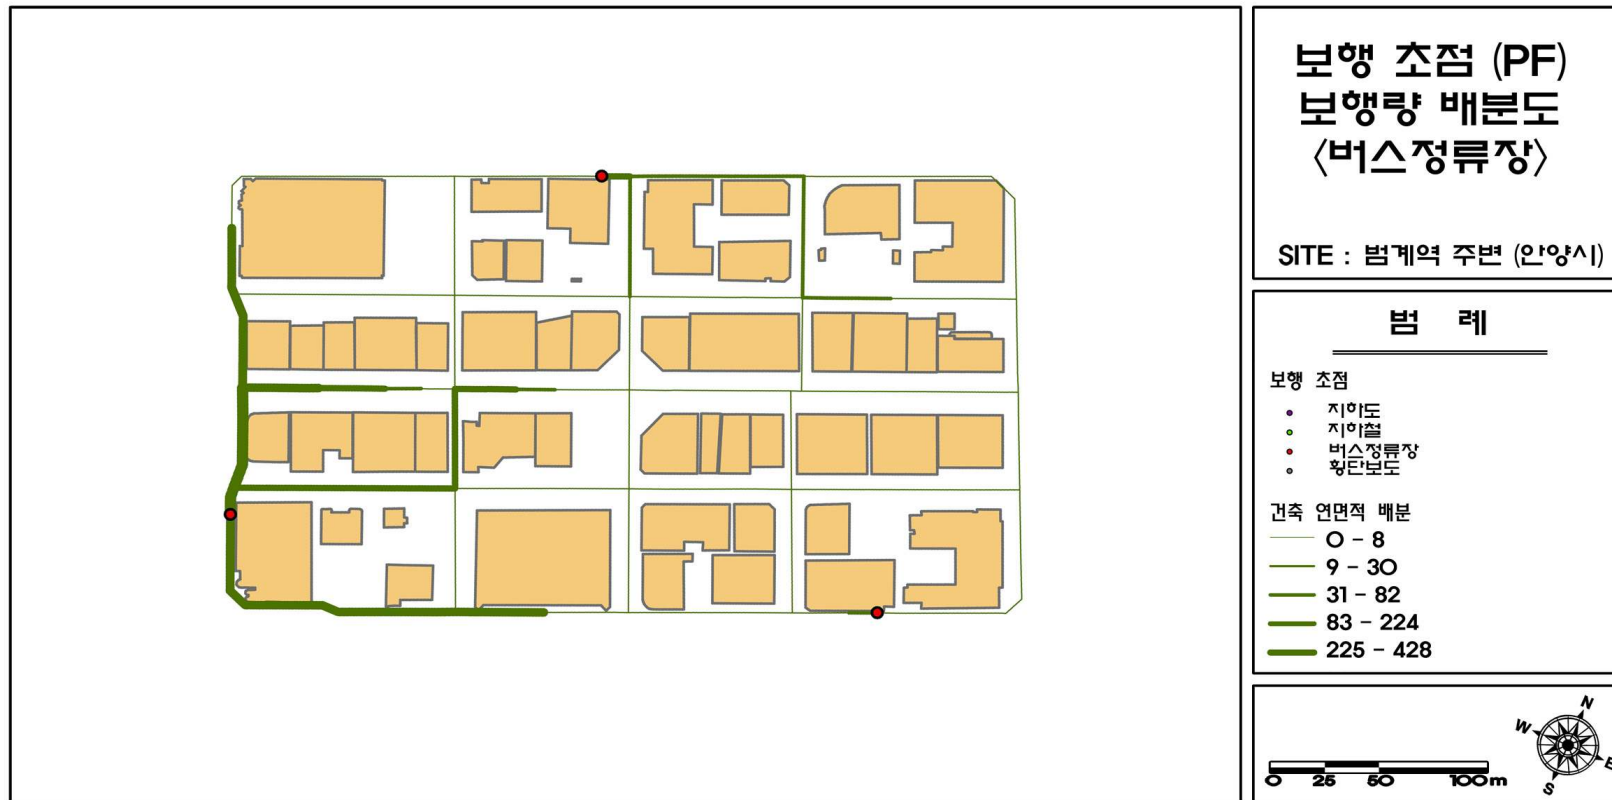 보행 초점 (PF)
보행량 배분도
〈버스정류장〉
SITE : 범계역 주변 (안양시)
범 례
보행 초점
지하도
지하철
버스정류장
횡단보도
건축 연면적 배분
0 - 8
9 - 30
31 - 82
83 - 224
225 - 428
0 25 50 100m
N
W
E
S